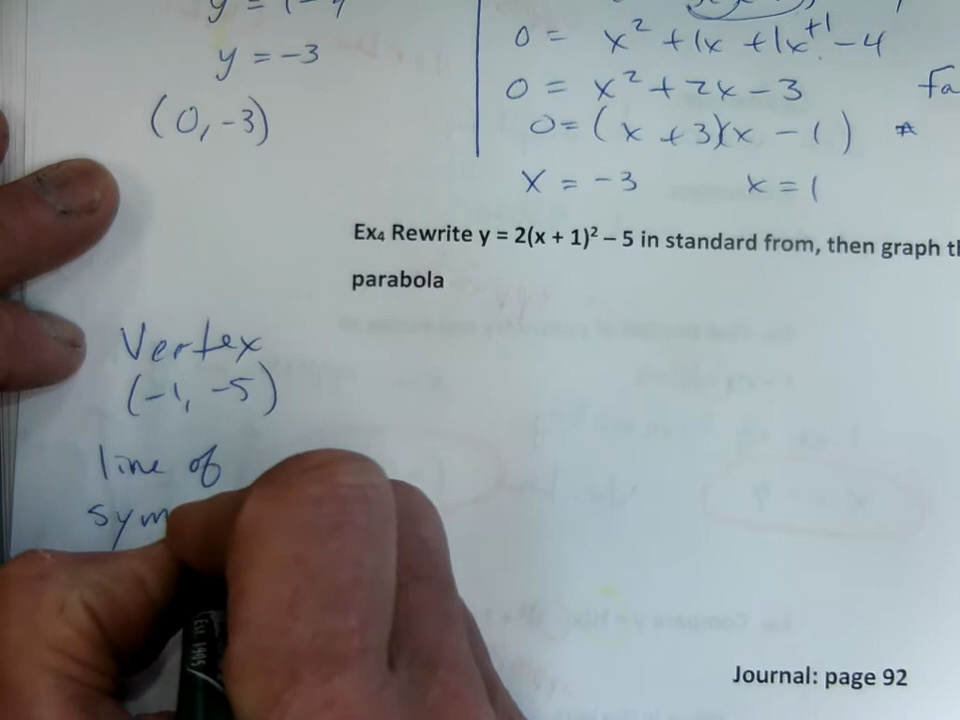 y = -3
(0, -3)
0 = x² + 1x + 1x + 1 - 4
0 = x² + 2x - 3
0 = (x + 3)(x - 1) *
x = -3 x = 1
Ex4 Rewrite y = 2(x + 1)² – 5 in standard from, then graph
parabola
Vertex
(-1, -5)
line of
sym
EST. 1905
Journal: page 92